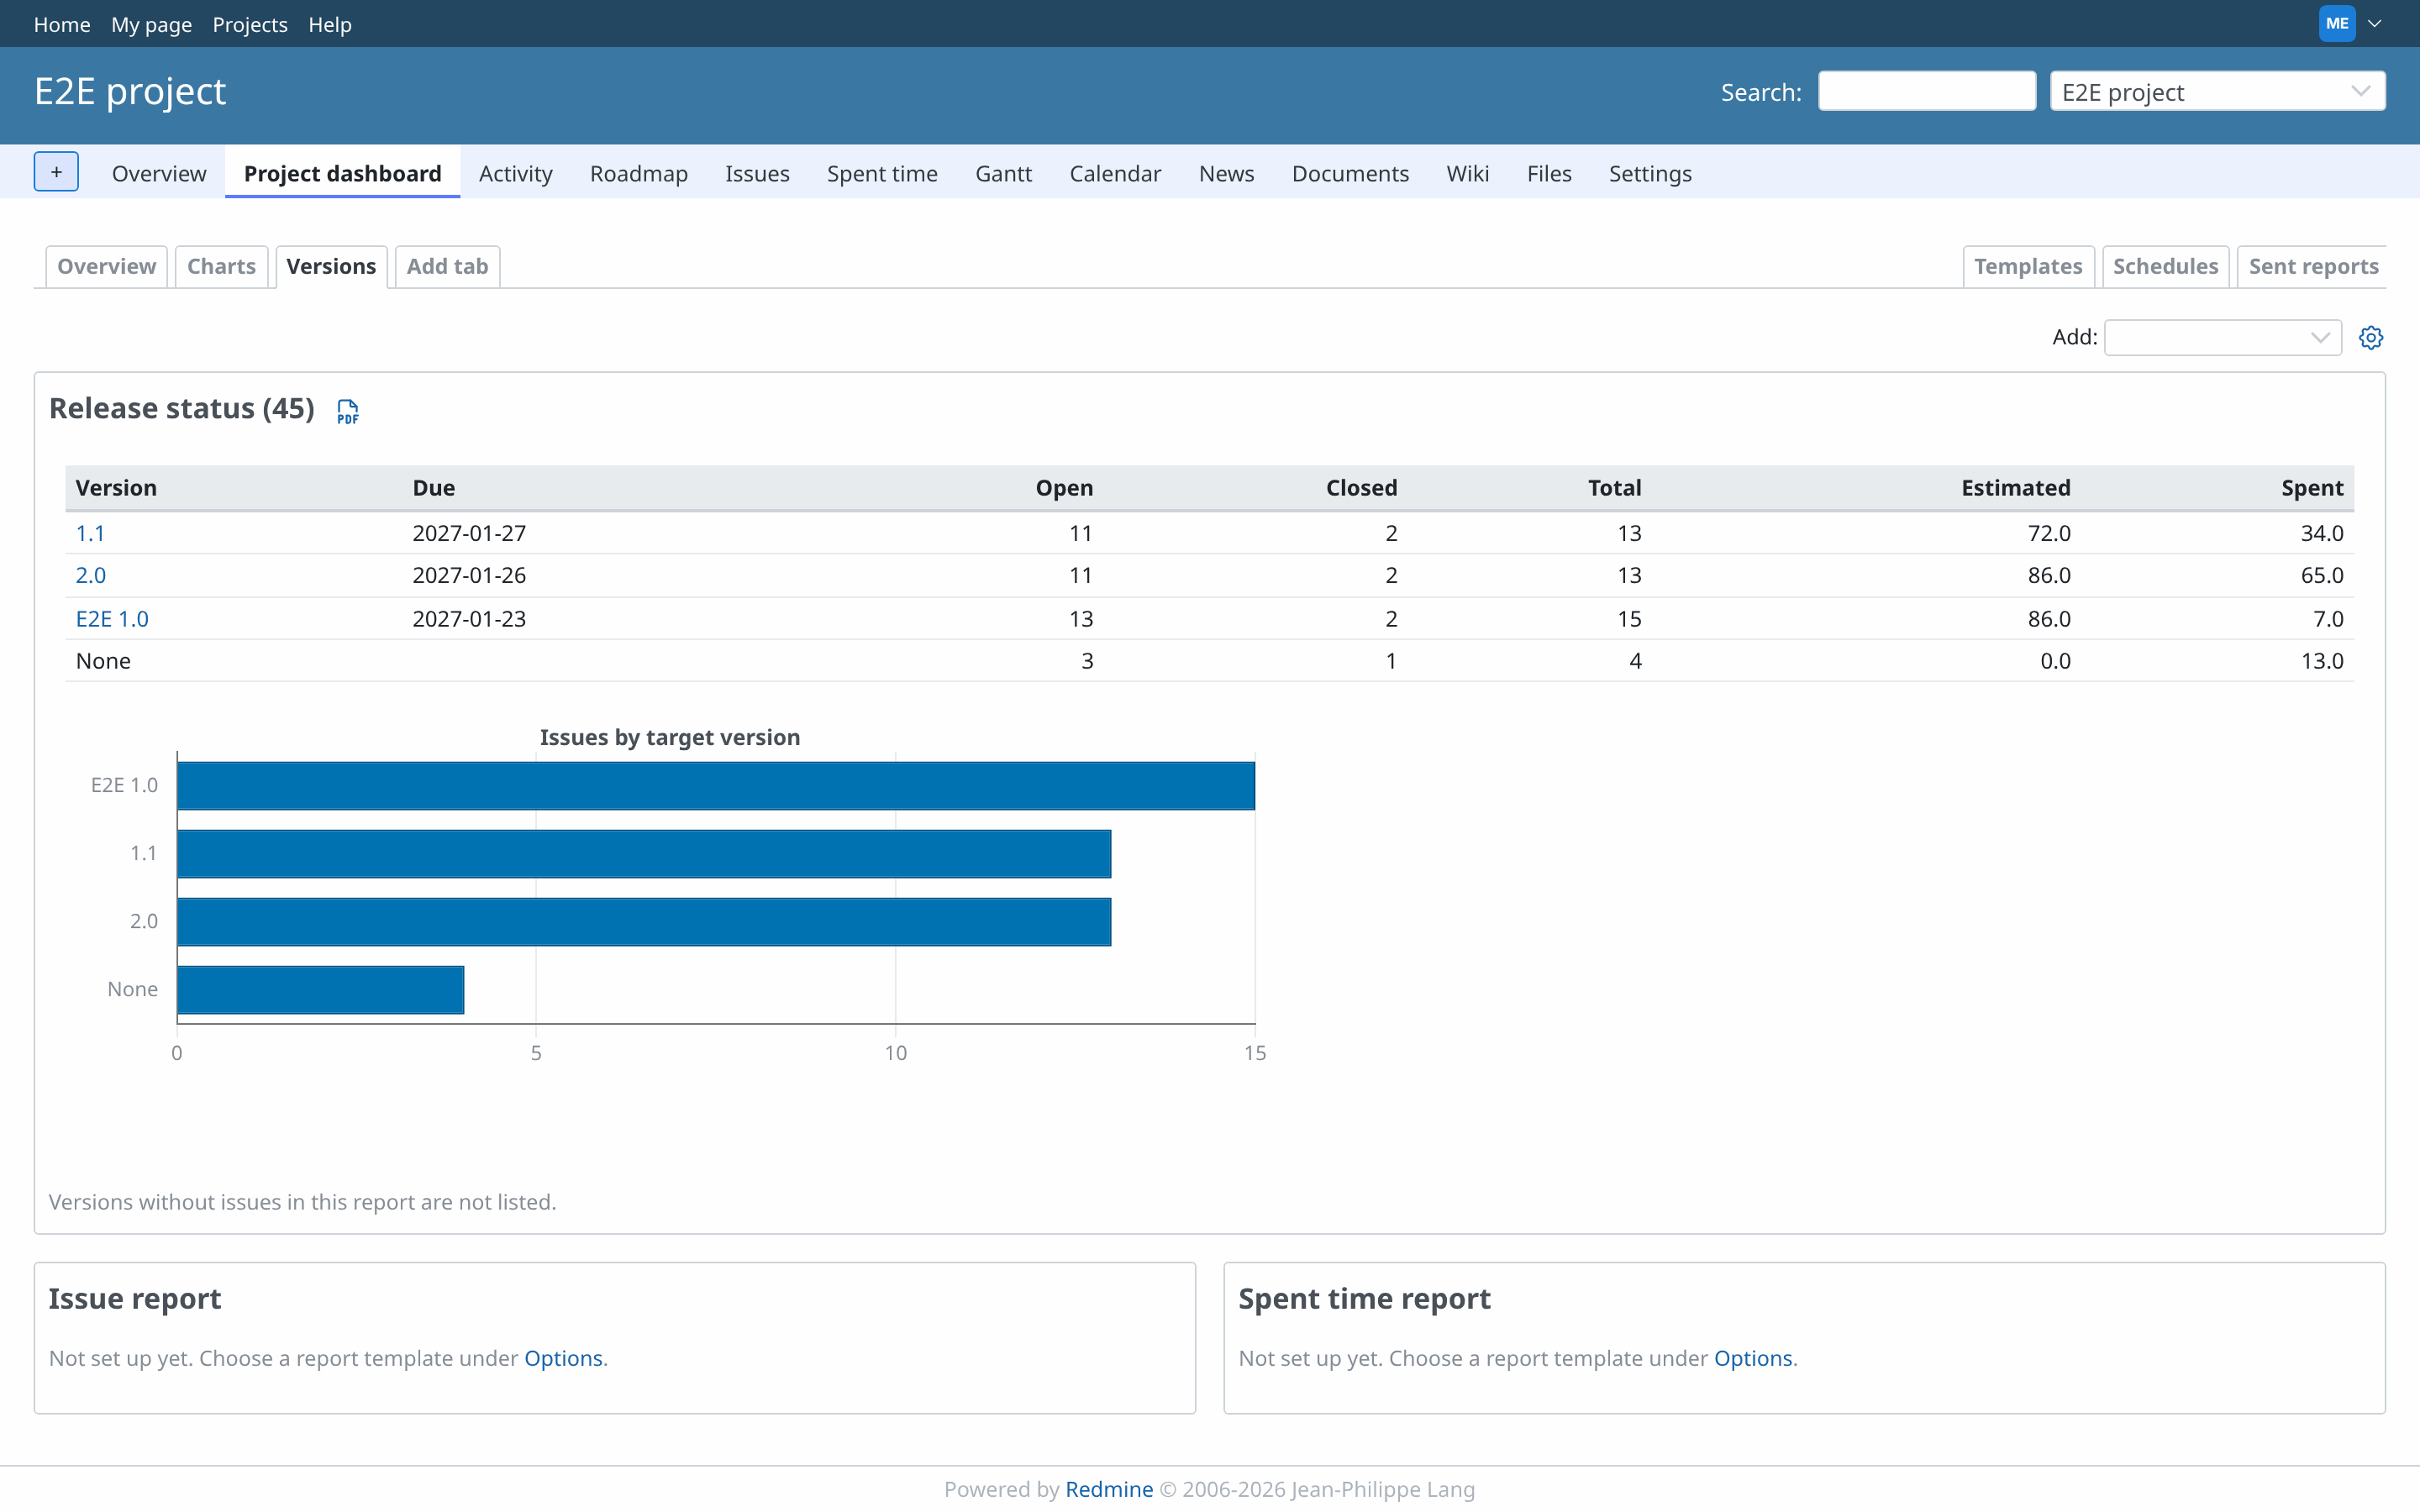 Home My page Projects Help ME
E2E project Search: E2E project
+ Overview Project dashboard Activity Roadmap Issues Spent time Gantt Calendar News Documents Wiki Files Settings
Overview Charts Versions Add tab Templates Schedules Sent reports
Add:
Release status (45) PDF
Version Due Open Closed Total Estimated Spent
1.1 2027-01-27 11 2 13 72.0 34.0
2.0 2027-01-26 11 2 13 86.0 65.0
E2E 1.0 2027-01-23 13 2 15 86.0 7.0
None 3 1 4 0.0 13.0
Issues by target version
E2E 1.0
1.1
2.0
None
0 5 10 15
Versions without issues in this report are not listed.
Issue report
Not set up yet. Choose a report template under Options.
Spent time report
Not set up yet. Choose a report template under Options.
Powered by Redmine © 2006-2026 Jean-Philippe Lang